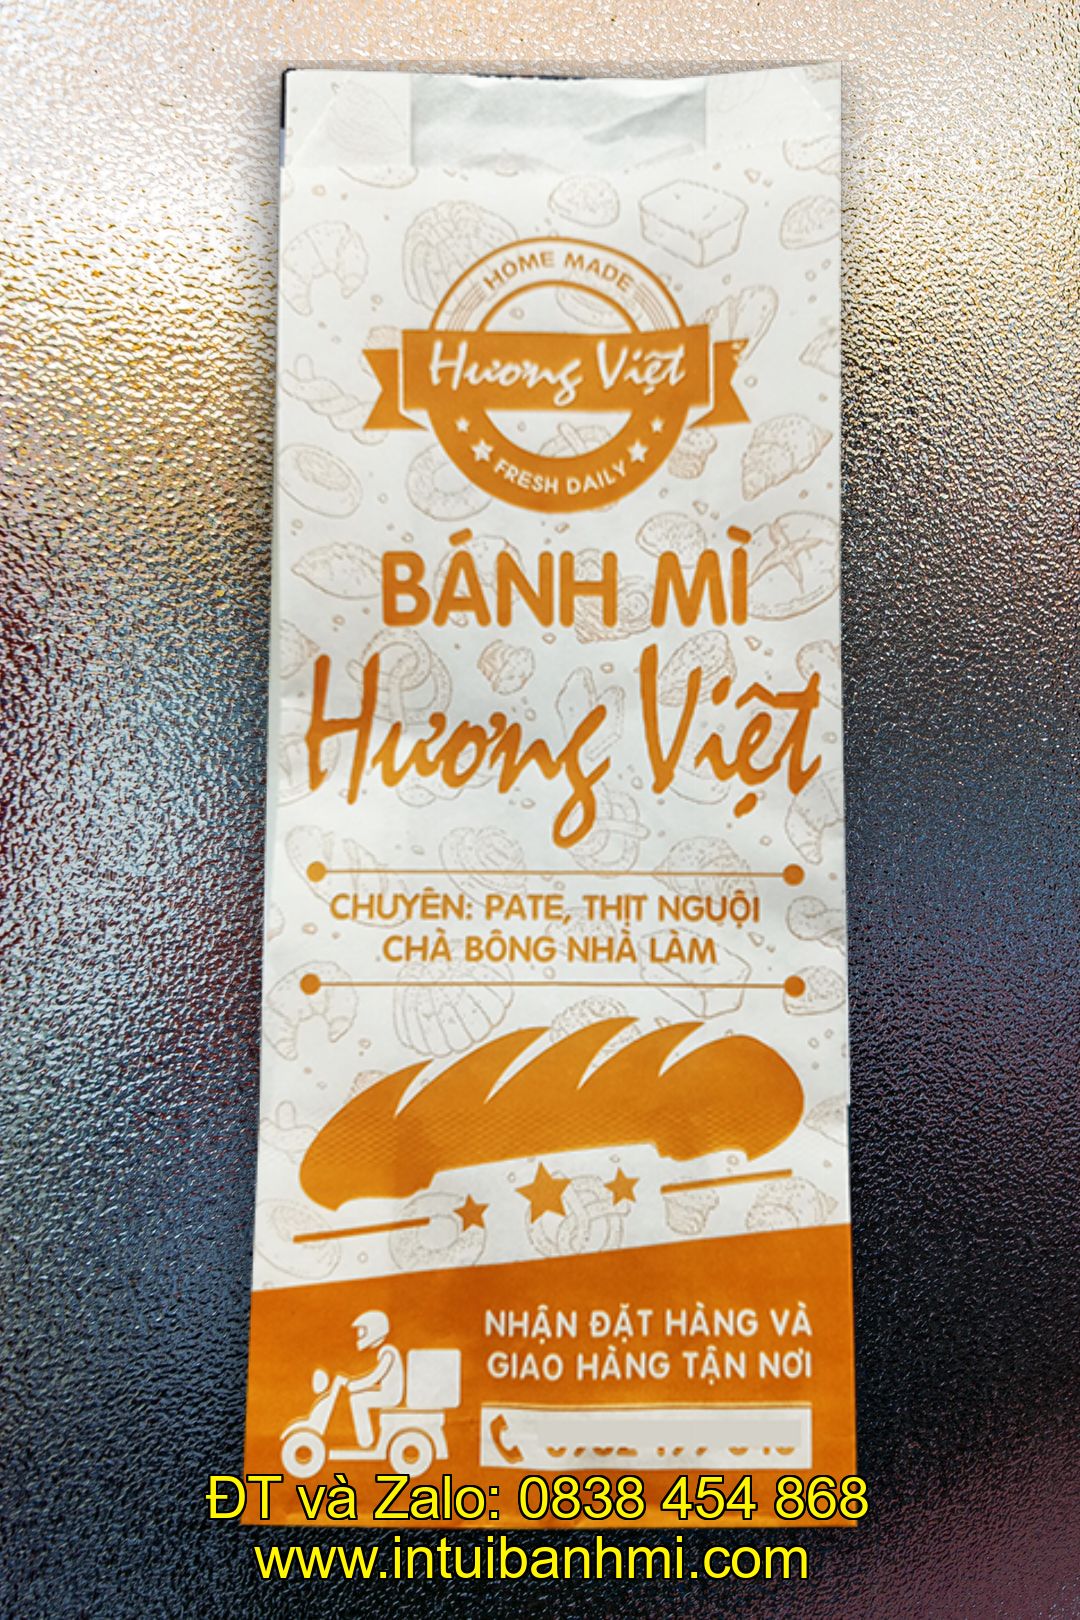 HOME MADE
Hương Việt
FRESH DAILY
BÁNH MÌ
Hương Việt
CHUYÊN: PATE, THỊT NGUỘI
CHÀ BÔNG NHÀ LÀM
NHẬN ĐẶT HÀNG VÀ
GIAO HÀNG TẬN NƠI
ĐT và Zalo: 0838 454 868
www.intuibanhmi.com